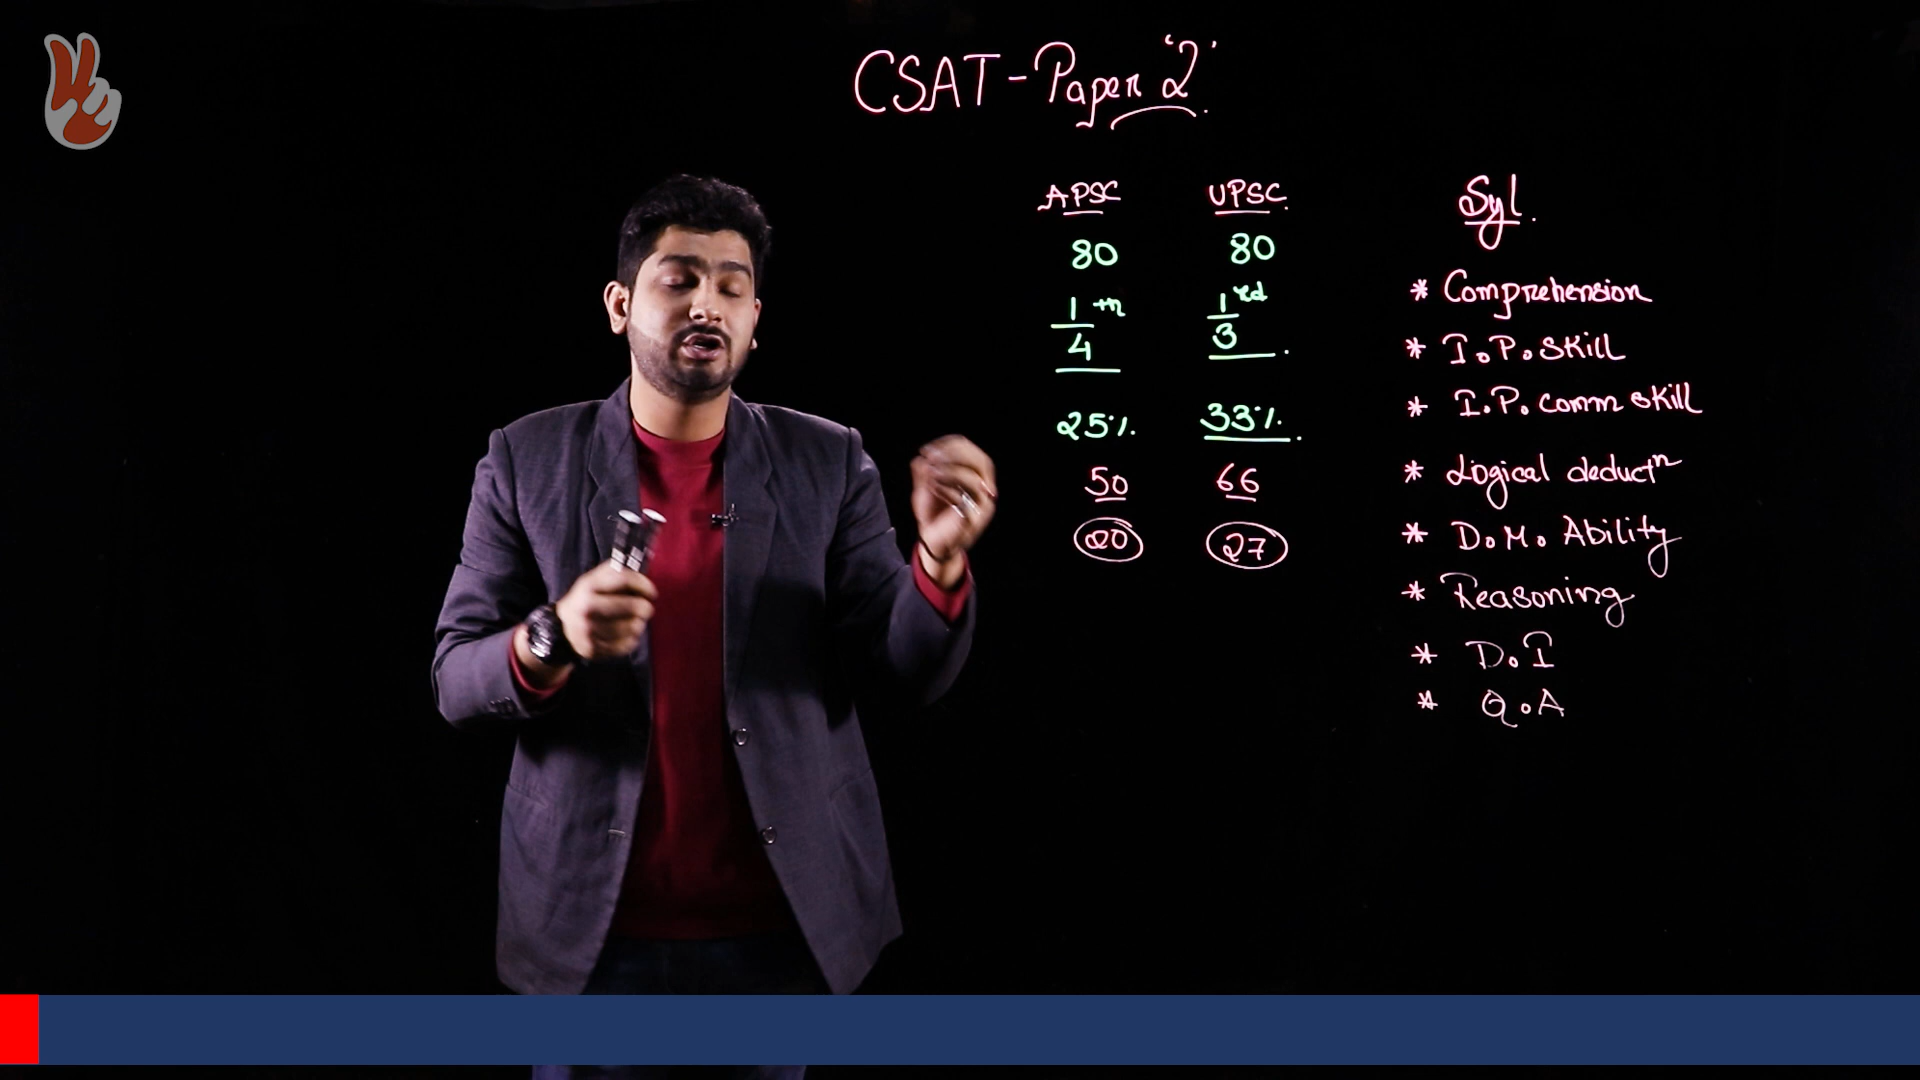 CSAT - Paper '2'.
APSC UPSC.
80 80
1/4 th 1/3 rd.
25% 33%.
50 66
20 27
Syl.
* Comprehension
* I.P. Skill
* I.P. comm skill
* Logical deductn
* D.M. Ability
* Reasoning
* D.I
* Q.A